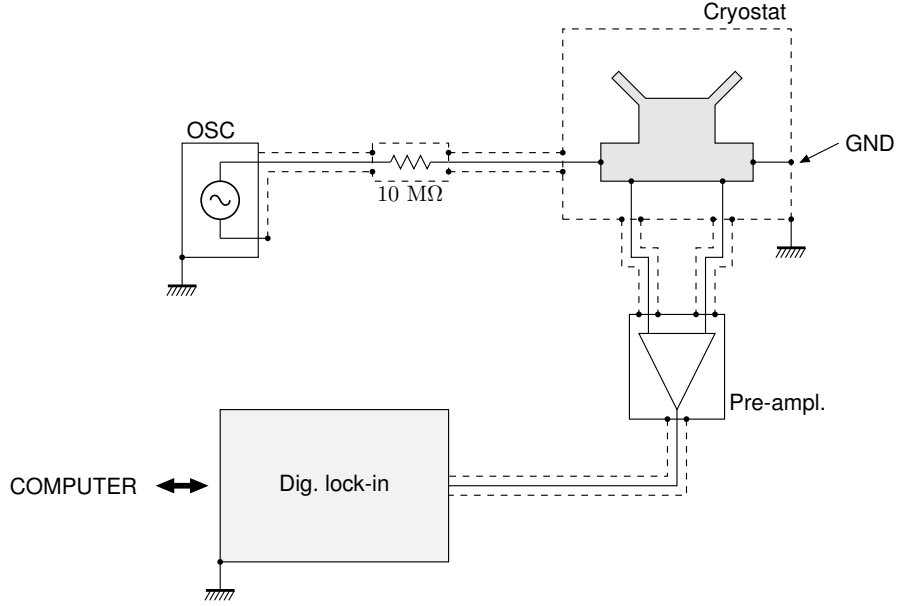 Cryostat
OSC
GND
10 MΩ
Pre-ampl.
Dig. lock-in
COMPUTER